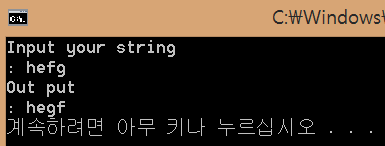 C:\Windows\
Input your string
: hefg
Out put
: hegf
계속하려면 아무 키나 누르십시오 . . .